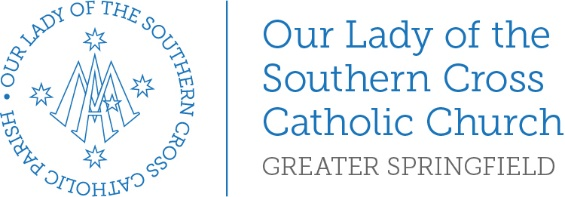 • OUR LADY OF THE SOUTHERN CROSS CATHOLIC PARISH
Our Lady of the
Southern Cross
Catholic Church
GREATER SPRINGFIELD